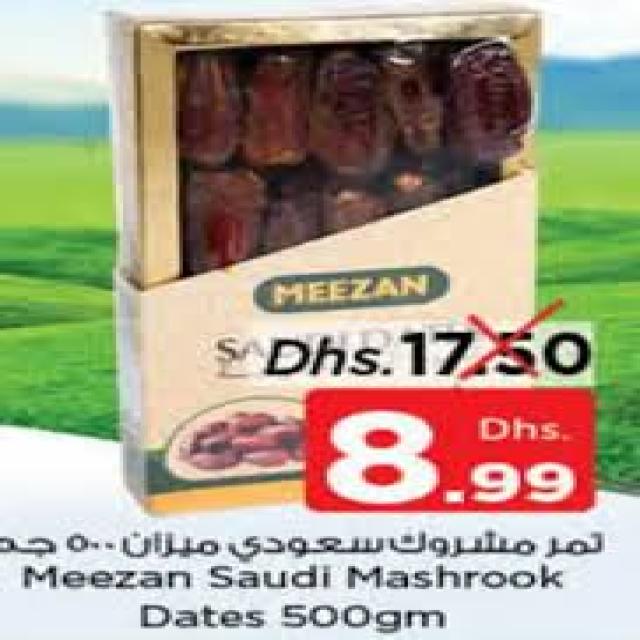 MEEZAN
Dhs. 17.50
Dhs.
8.99
تمر مشروك سعودي ميزان ٥٠٠ جم
Meezan Saudi Mashrook
Dates 500gm